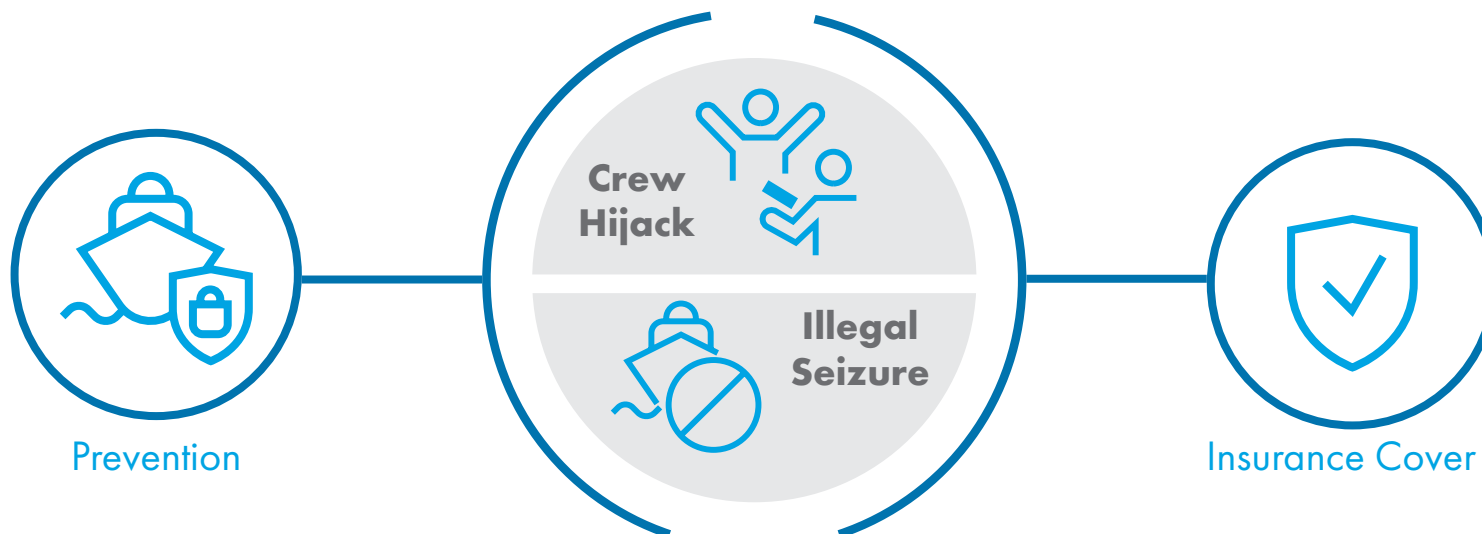 Crew
Hijack
Illegal
Seizure
Prevention
Insurance Cover